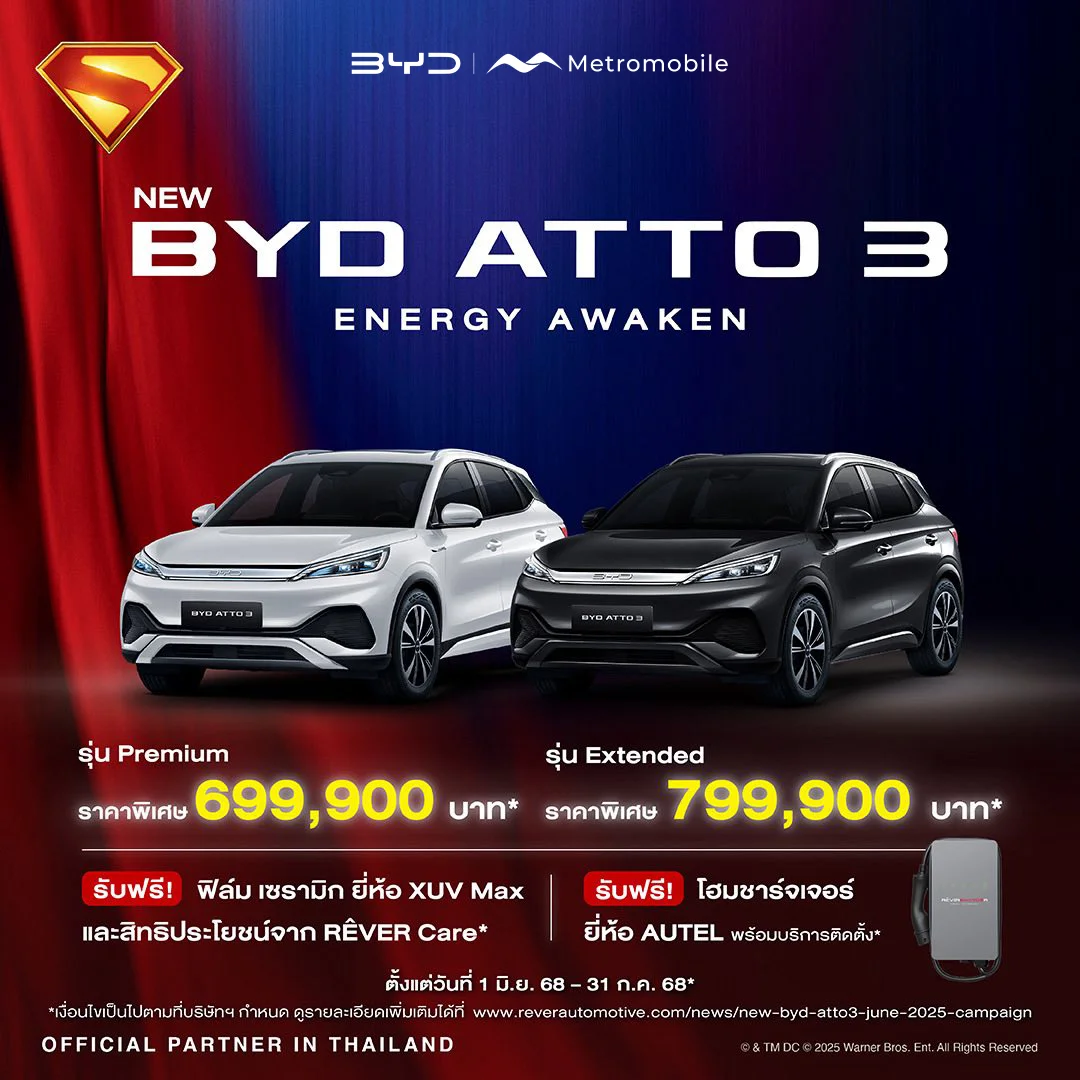 BYD | Metromobile
NEW
BYD ATTO 3
ENERGY AWAKEN
BYD
BYD ATTO 3
BYD
BYD ATTO 3
รุ่น Premium
ราคาพิเศษ 699,900 บาท*
รุ่น Extended
ราคาพิเศษ 799,900 บาท*
รับฟรี! ฟิล์ม เซรามิก ยี่ห้อ XUV Max
และสิทธิประโยชน์จาก RÊVER Care*
รับฟรี! โฮมชาร์จเจอร์
ยี่ห้อ AUTEL พร้อมบริการติดตั้ง*
ตั้งแต่วันที่ 1 มิ.ย. 68 – 31 ก.ค. 68*
*เงื่อนไขเป็นไปตามที่บริษัทฯ กำหนด ดูรายละเอียดเพิ่มเติมได้ที่ www.reverautomotive.com/news/new-byd-atto3-june-2025-campaign
OFFICIAL PARTNER IN THAILAND
© & TM DC © 2025 Warner Bros. Ent. All Rights Reserved